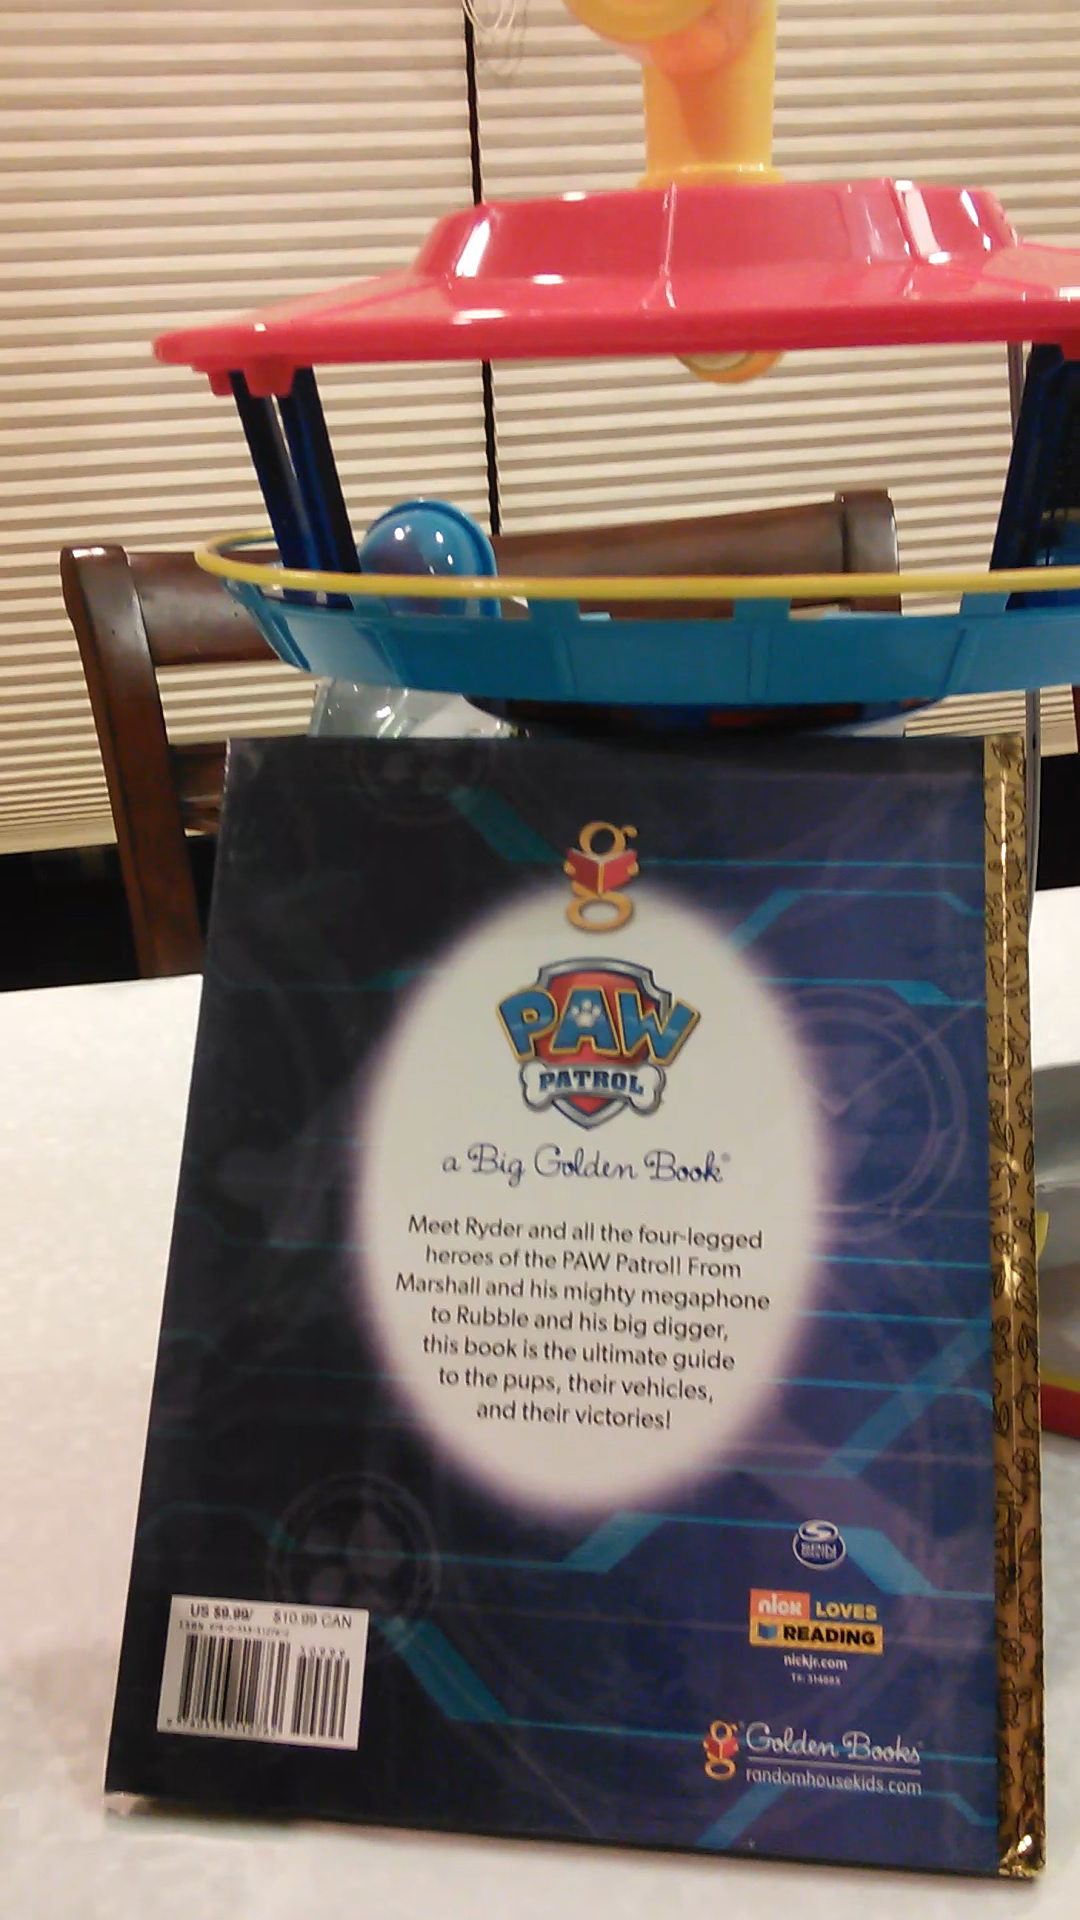 PAW
PATROL
a Big Golden Book®
Meet Ryder and all the four-legged
heroes of the PAW Patrol! From
Marshall and his mighty megaphone
to Rubble and his big digger,
this book is the ultimate guide
to the pups, their vehicles,
and their victories!
SPIN
MASTER
nick LOVES
READING
nickjr.com
US $9.99/ $10.99 CAN
ISBN
Golden Books
randomhousekids.com